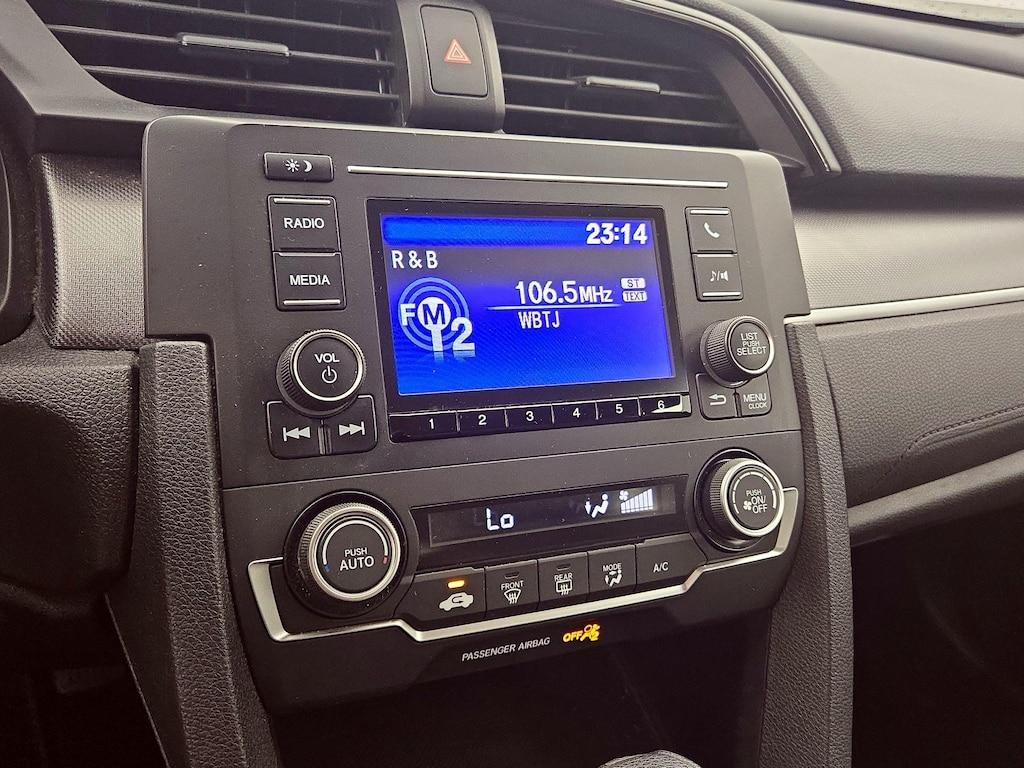 RADIO
MEDIA
VOL
23:14
R & B
FM2
106.5MHz
ST
TEXT
WBTJ
LIST
PUSH
SELECT
MENU
CLOCK
1 2 3 4 5 6
Lo
PUSH
AUTO
FRONT
REAR
MODE
A/C
PUSH
ON/
OFF
PASSENGER AIRBAG
OFF
2